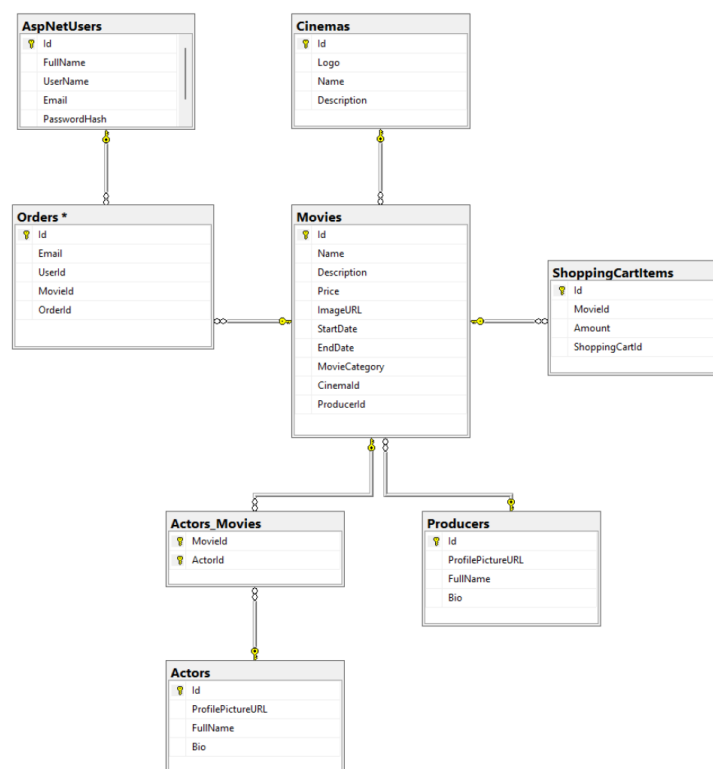 AspNetUsers
Id
FullName
UserName
Email
PasswordHash
Cinemas
Id
Logo
Name
Description
Orders *
Id
Email
UserId
MovieId
OrderId
Movies
Id
Name
Description
Price
ImageURL
StartDate
EndDate
MovieCategory
CinemaId
ProducerId
ShoppingCartItems
Id
MovieId
Amount
ShoppingCartId
Actors_Movies
MovieId
ActorId
Producers
Id
ProfilePictureURL
FullName
Bio
Actors
Id
ProfilePictureURL
FullName
Bio